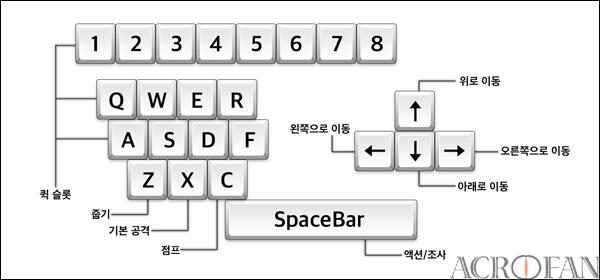 1 2 3 4 5 6 7 8
Q W E R
위로 이동
↑
A S D F
왼쪽으로 이동
← ↓ →
오른쪽으로 이동
아래로 이동
퀵 슬롯
Z X C
줍기
기본 공격
점프
SpaceBar
액션/조사
ACROFAN